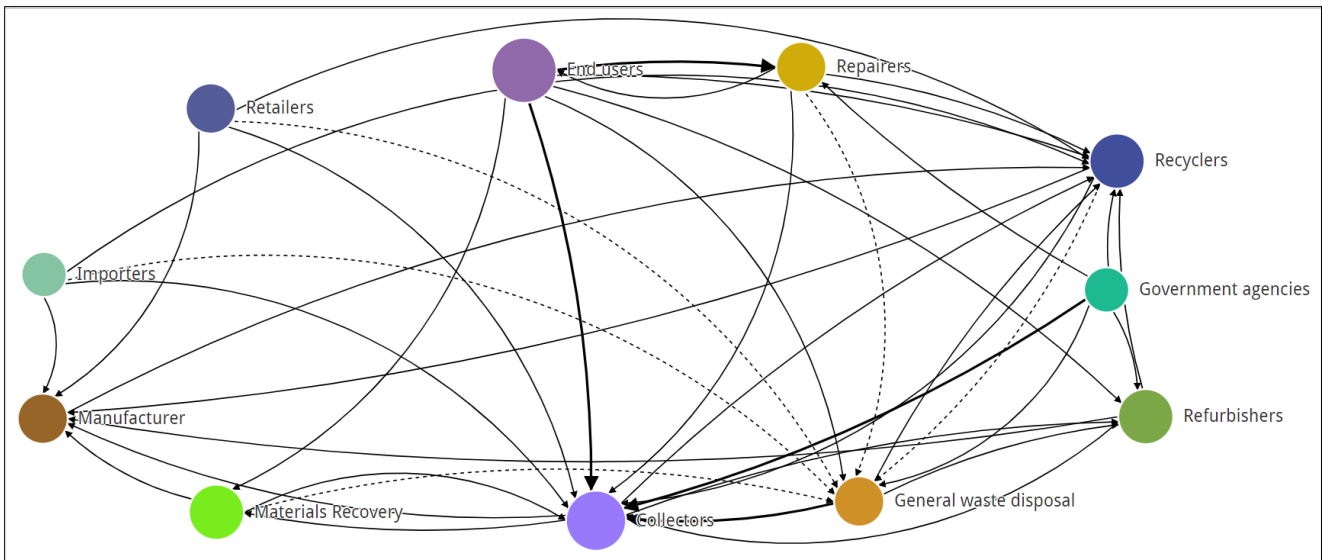 End users
Repairers
Retailers
Recyclers
Importers
Government agencies
Manufacturer
Refurbishers
Materials Recovery
General waste disposal
Collectors